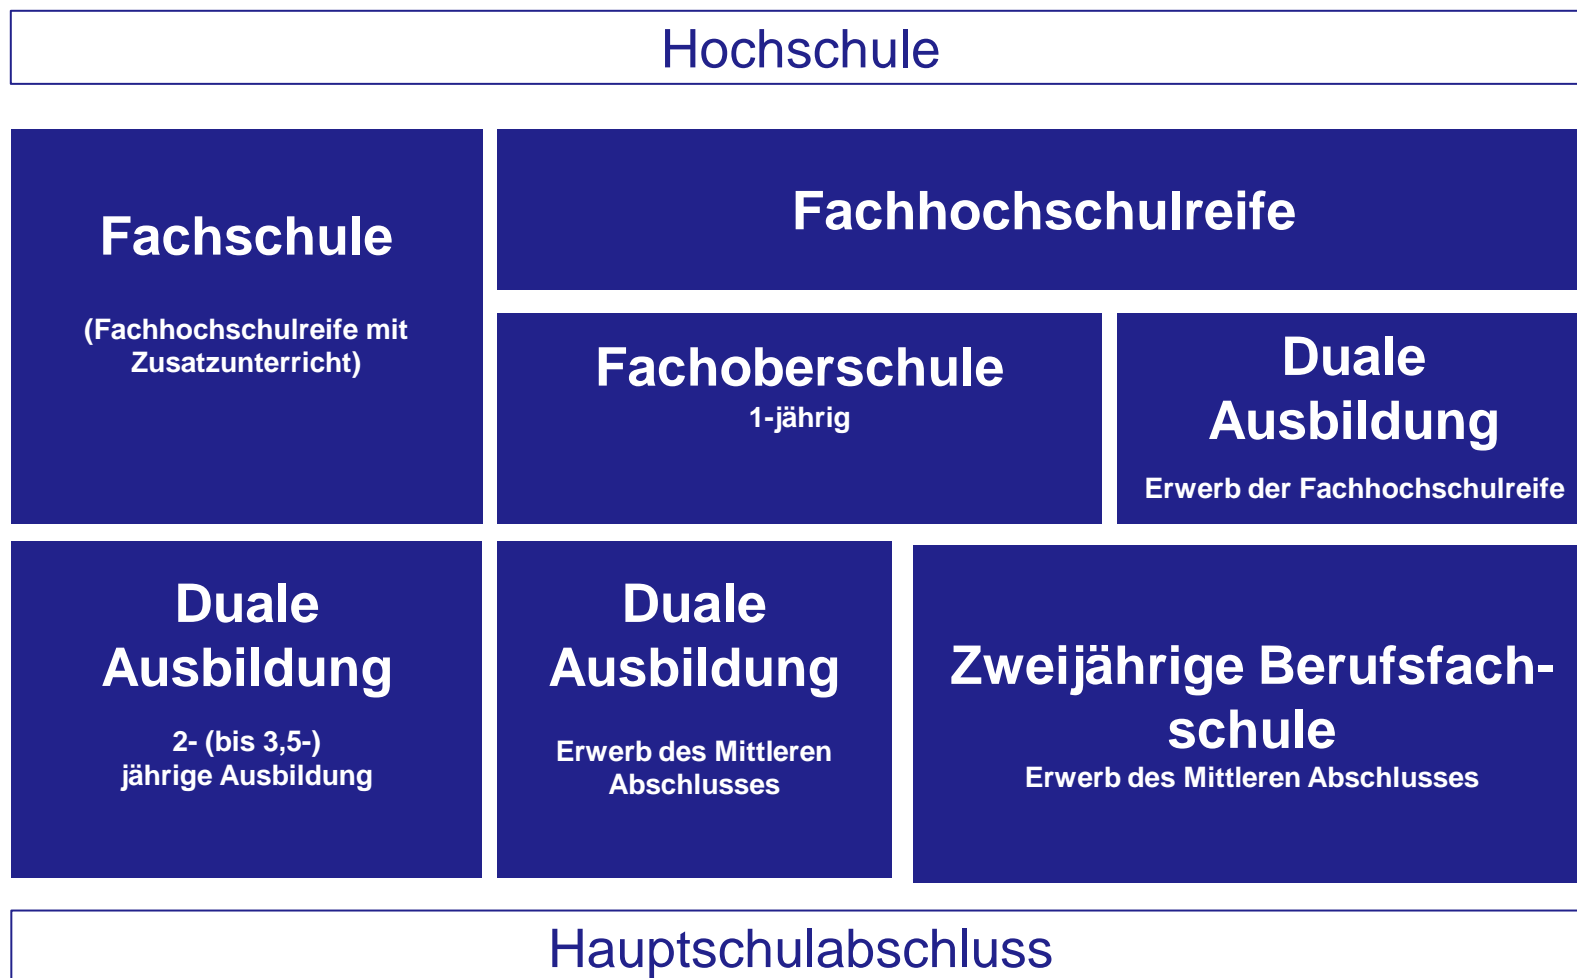 Hochschule
Fachschule
(Fachhochschulreife mit
Zusatzunterricht)
Fachhochschulreife
Fachoberschule
1-jährig
Duale
Ausbildung
Erwerb der Fachhochschulreife
Duale
Ausbildung
2- (bis 3,5-)
jährige Ausbildung
Duale
Ausbildung
Erwerb des Mittleren
Abschlusses
Zweijährige Berufsfach-
schule
Erwerb des Mittleren Abschlusses
Hauptschulabschluss